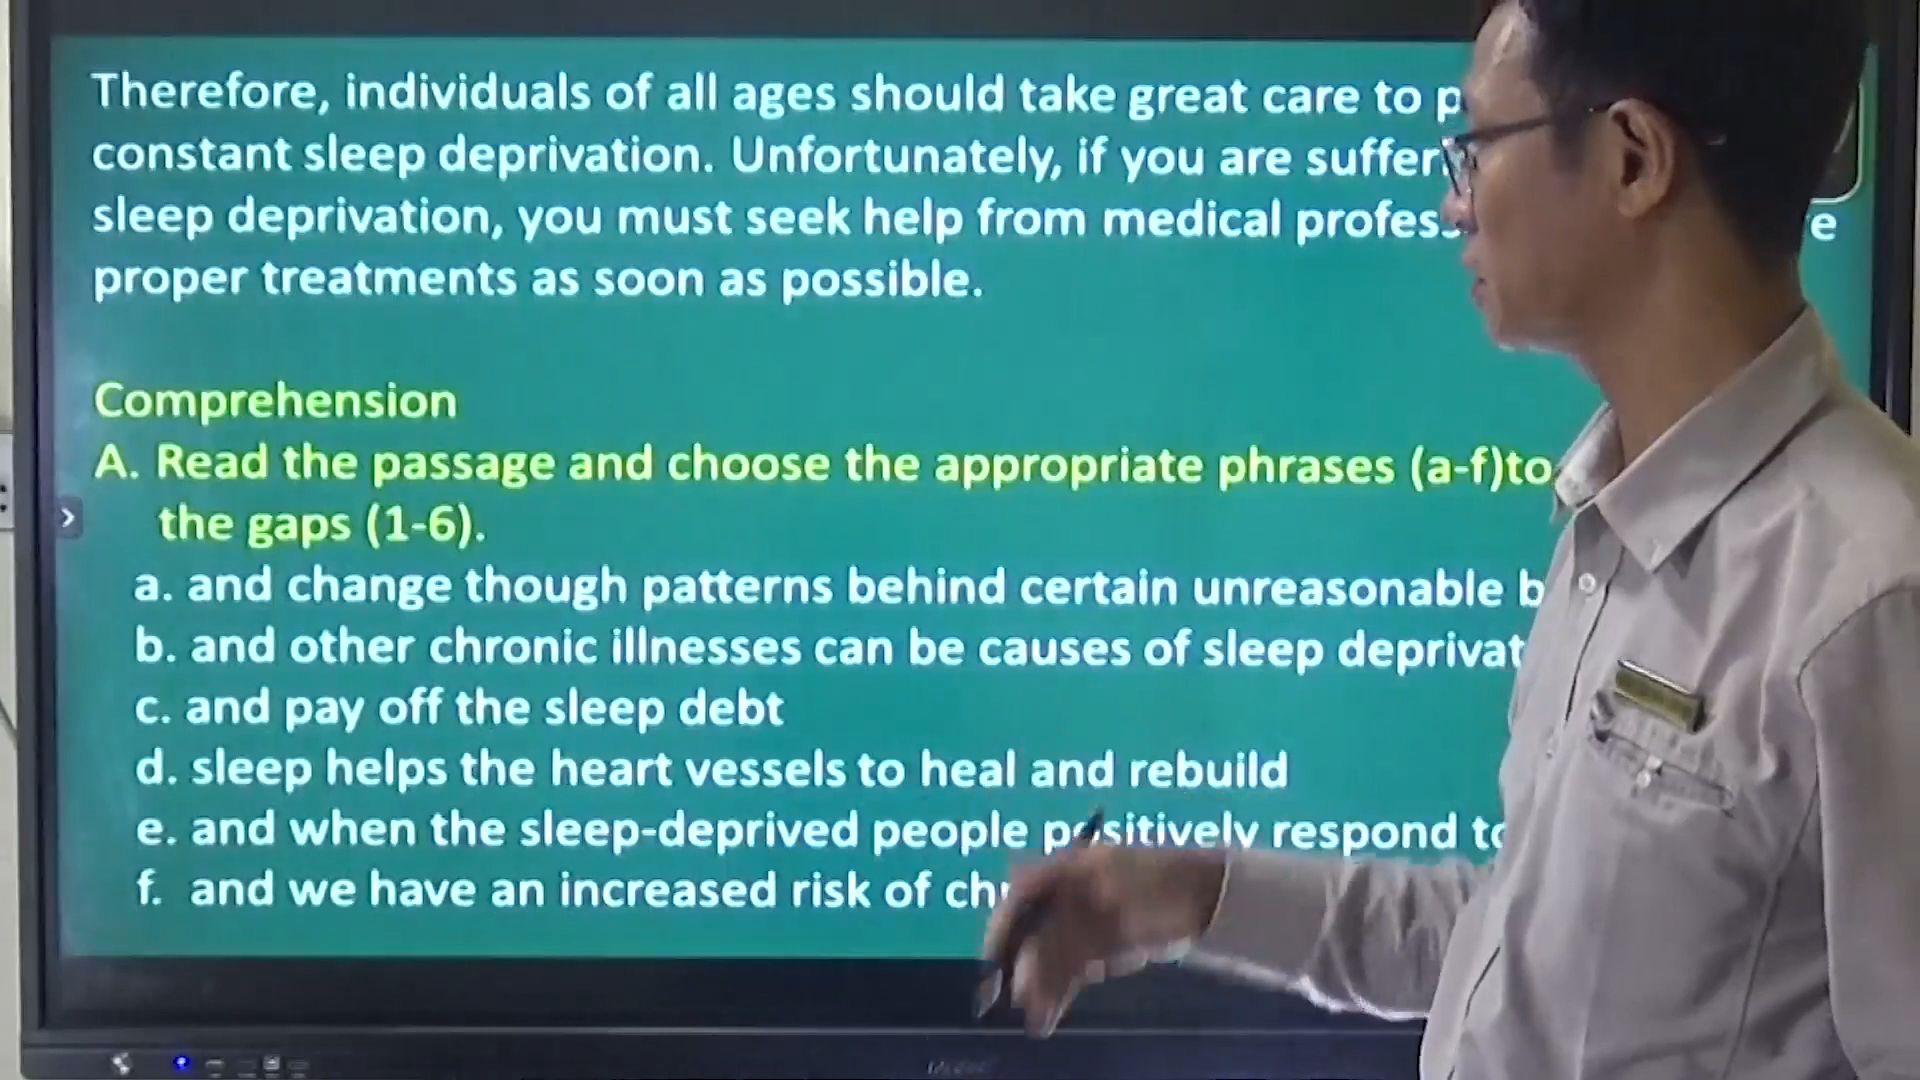 Therefore, individuals of all ages should take great care to
constant sleep deprivation. Unfortunately, if you are
sleep deprivation, you must seek help from medical
proper treatments as soon as possible.
Comprehension
A. Read the passage and choose the appropriate phrases (a-f)to
the gaps (1-6).
a. and change though patterns behind certain unreasonable
b. and other chronic illnesses can be causes of sleep
c. and pay off the sleep debt
d. sleep helps the heart vessels to heal and rebuild
e. and when the sleep-deprived people positively respond to
f. and we have an increased risk of